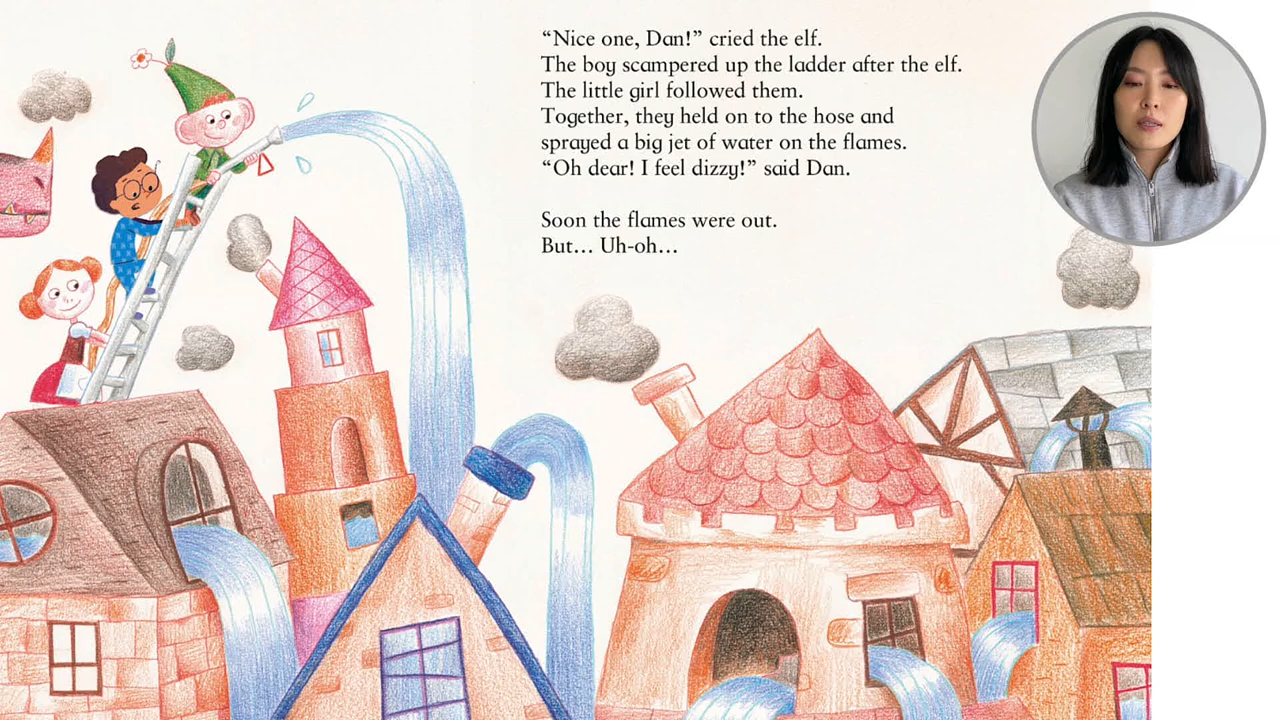 “Nice one, Dan!” cried the elf.
The boy scampered up the ladder after the elf.
The little girl followed them.
Together, they held on to the hose and
sprayed a big jet of water on the flames.
“Oh dear! I feel dizzy!” said Dan.
Soon the flames were out.
But... Uh-oh...